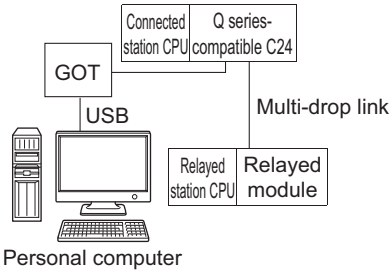 Connected
station CPU
Q series-
compatible C24
GOT
USB
Multi-drop link
Relayed
station CPU
Relayed
module
Personal computer